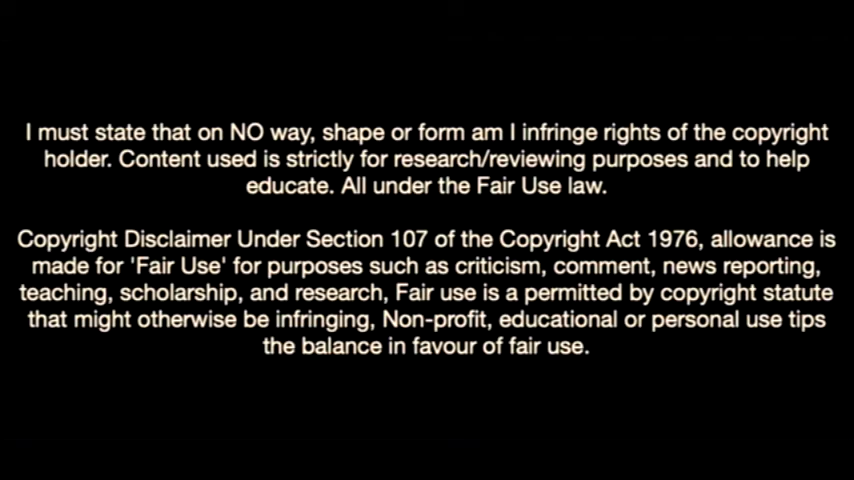 I must state that on NO way, shape or form am I infringe rights of the copyright
holder. Content used is strictly for research/reviewing purposes and to help
educate. All under the Fair Use law.
Copyright Disclaimer Under Section 107 of the Copyright Act 1976, allowance is
made for 'Fair Use' for purposes such as criticism, comment, news reporting,
teaching, scholarship, and research, Fair use is a permitted by copyright statute
that might otherwise be infringing, Non-profit, educational or personal use tips
the balance in favour of fair use.